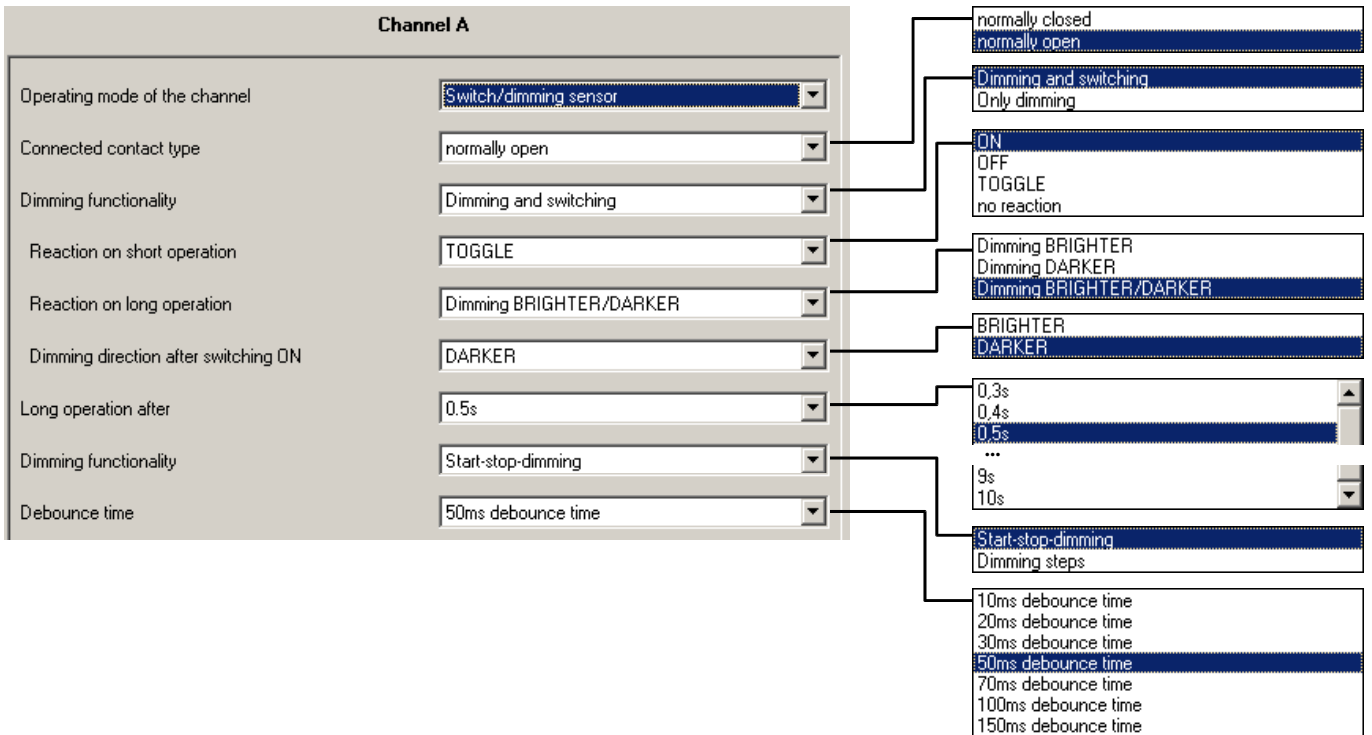 Channel A
Operating mode of the channel
Switch/dimming sensor
Connected contact type
normally open
Dimming functionality
Dimming and switching
Reaction on short operation
TOGGLE
Reaction on long operation
Dimming BRIGHTER/DARKER
Dimming direction after switching ON
DARKER
Long operation after
0.5s
Dimming functionality
Start-stop-dimming
Debounce time
50ms debounce time
normally closed
normally open
Dimming and switching
Only dimming
ON
OFF
TOGGLE
no reaction
Dimming BRIGHTER
Dimming DARKER
Dimming BRIGHTER/DARKER
BRIGHTER
DARKER
0,3s
0,4s
0,5s
...
9s
10s
Start-stop-dimming
Dimming steps
10ms debounce time
20ms debounce time
30ms debounce time
50ms debounce time
70ms debounce time
100ms debounce time
150ms debounce time